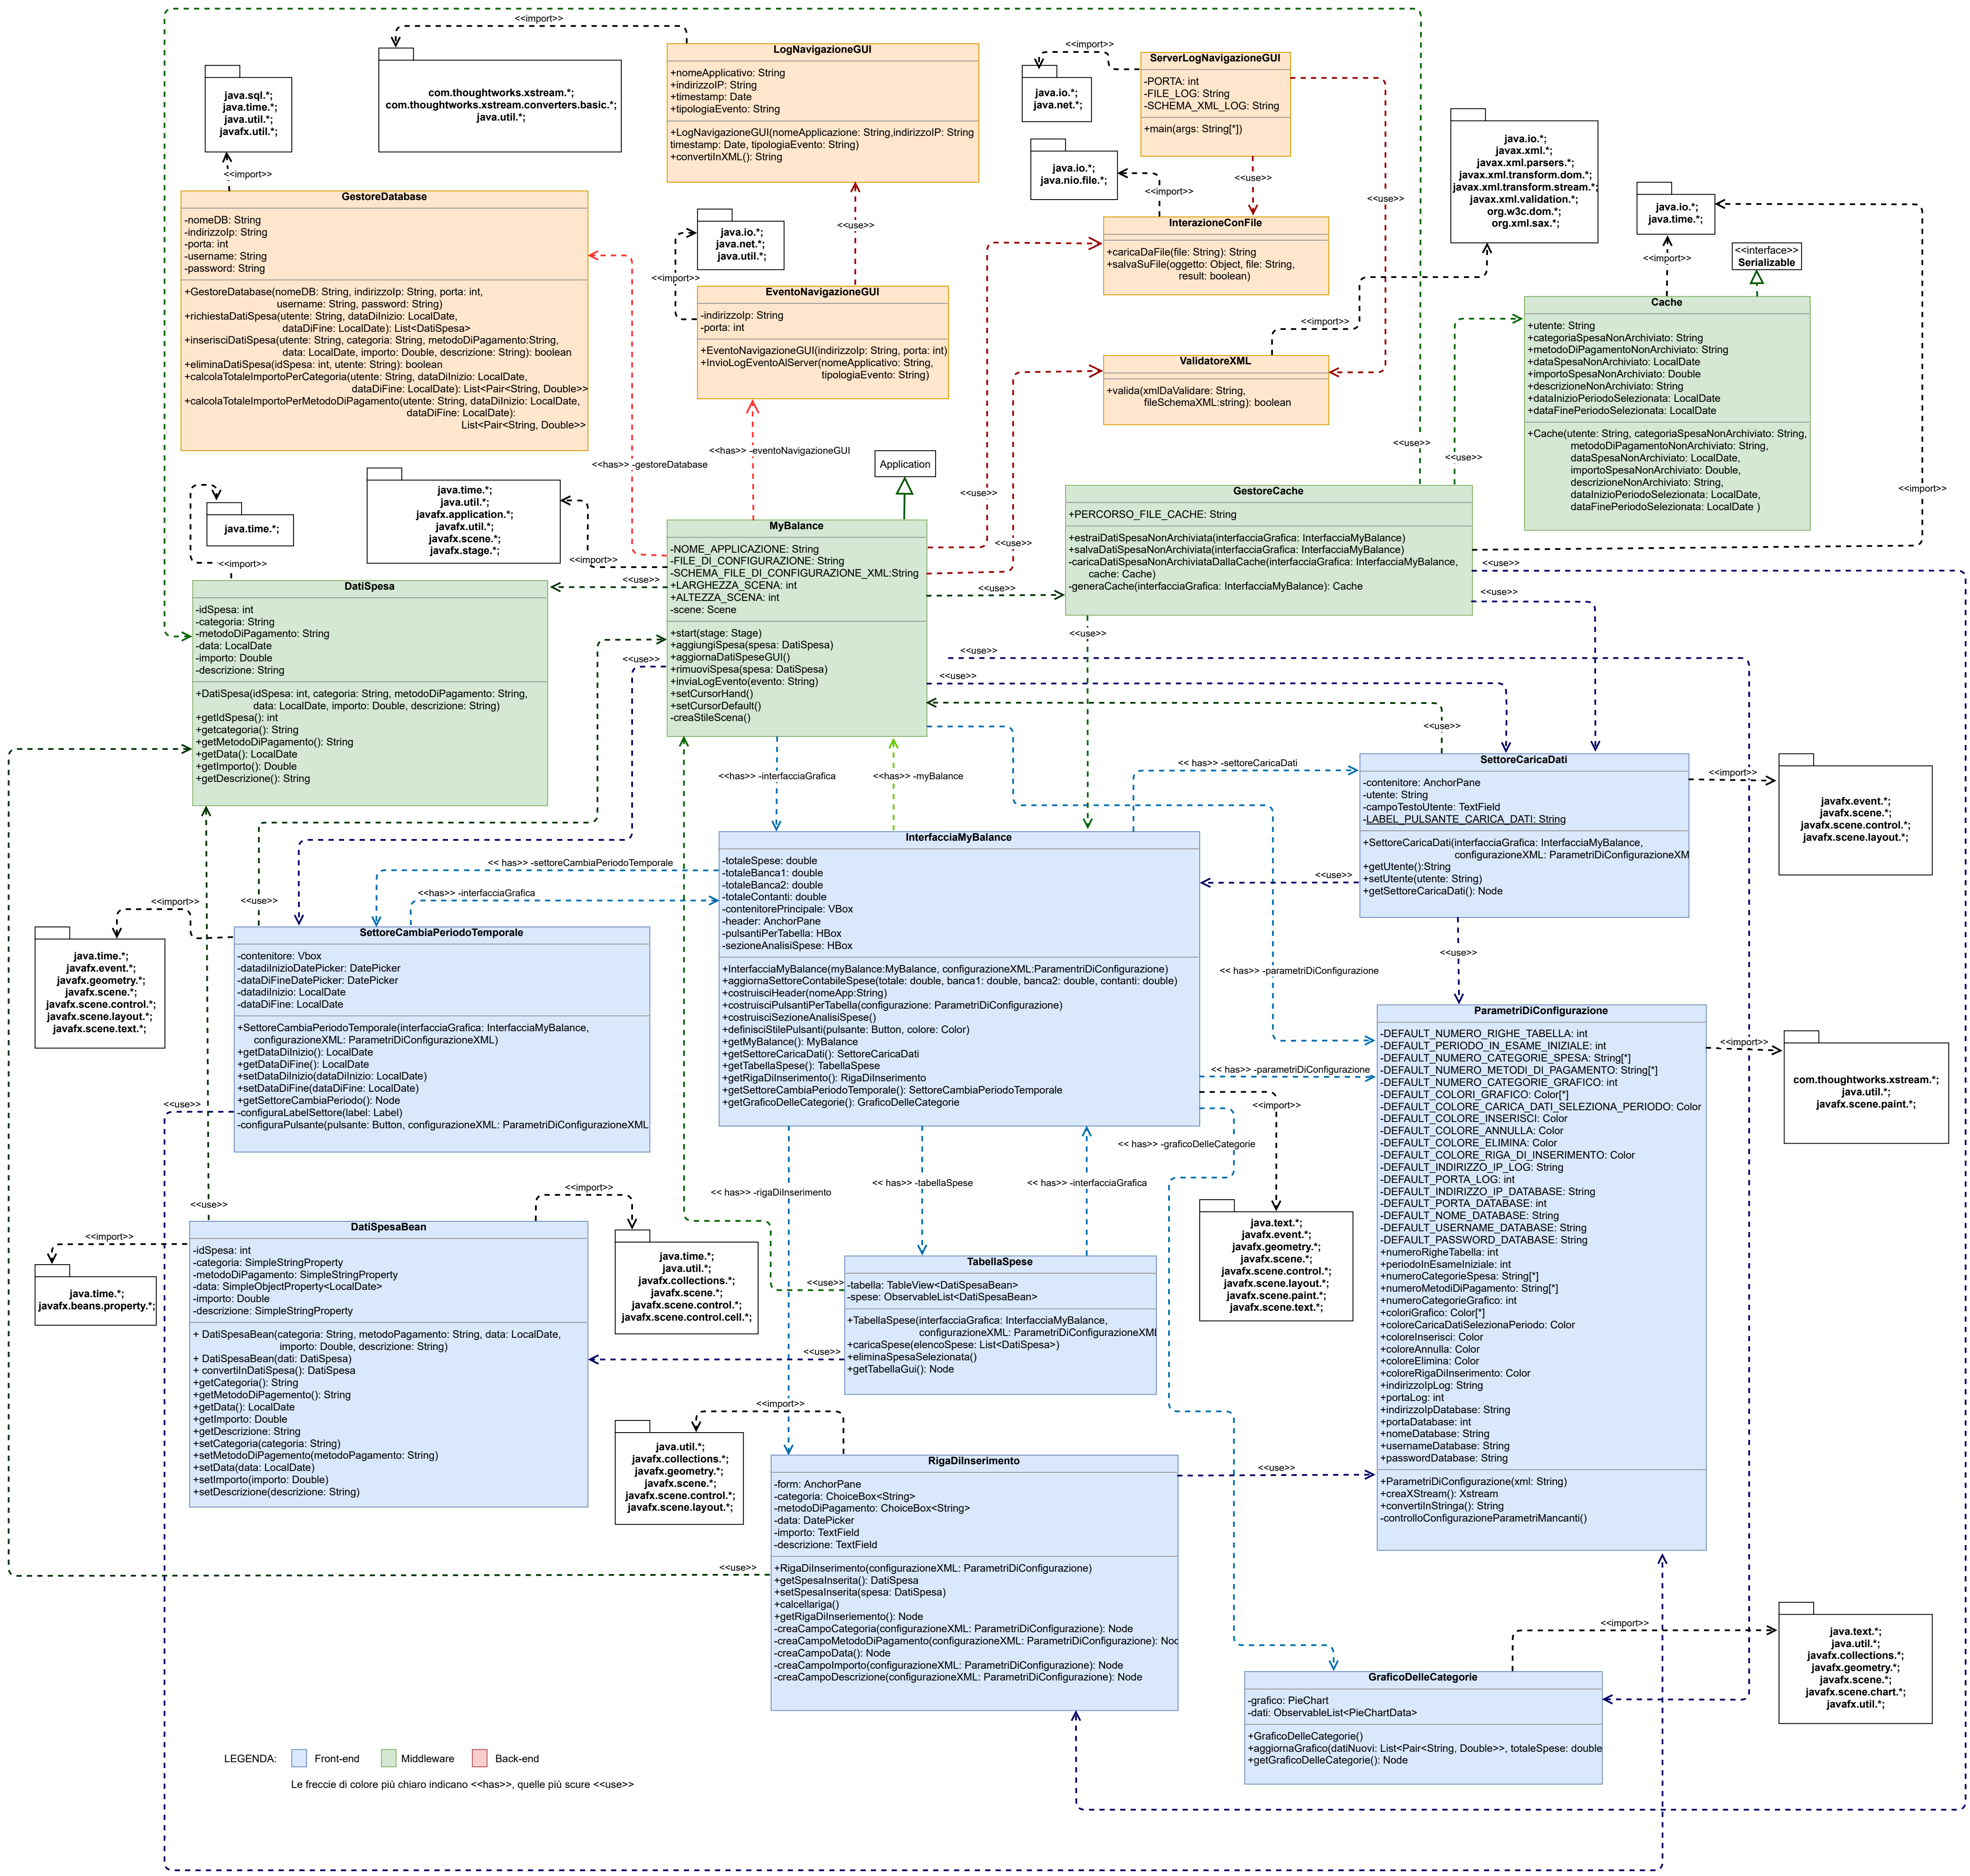 <<import>>
java.sql.*;
java.time.*;
java.util.*;
javafx.util.*;
<<import>>
com.thoughtworks.xstream.*;
com.thoughtworks.xstream.converters.basic.*;
java.util.*;
LogNavigazioneGUI
+nomeApplicativo: String
+indirizzoIP: String
+timestamp: Date
+tipologiaEvento: String
+LogNavigazioneGUI(nomeApplicazione: String,indirizzoIP: String
timestamp: Date, tipologiaEvento: String)
+convertiInXML(): String
<<import>>
java.io.*;
java.net.*;
ServerLogNavigazioneGUI
-PORTA: int
-FILE_LOG: String
-SCHEMA_XML_LOG: String
+main(args: String[*])
java.io.*;
java.nio.file.*;
<<import>>
<<use>>
<<use>>
java.io.*;
javax.xml.*;
javax.xml.parsers.*;
javax.xml.transform.dom.*;
javax.xml.transform.stream.*;
javax.xml.validation.*;
org.w3c.dom.*;
org.xml.sax.*;
java.io.*;
java.time.*;
<<interface>>
Serializable
<<import>>
GestoreDatabase
-nomeDB: String
-indirizzoIp: String
-porta: int
-username: String
-password: String
+GestoreDatabase(nomeDB: String, indirizzoIp: String, porta: int,
username: String, password: String)
+richiestaDatiSpesa(utente: String, dataDiInizio: LocalDate,
dataDiFine: LocalDate): List<DatiSpesa>
+inserisciDatiSpesa(utente: String, categoria: String, metodoDiPagamento:String,
data: LocalDate, importo: Double, descrizione: String): boolean
+eliminaDatiSpesa(idSpesa: int, utente: String): boolean
+calcolaTotaleImportoPerCategoria(utente: String, dataDiInizio: LocalDate,
dataDiFine: LocalDate): List<Pair<String, Double>>
+calcolaTotaleImportoPerMetodoDiPagamento(utente: String, dataDiInizio: LocalDate,
dataDiFine: LocalDate):
List<Pair<String, Double>>
java.io.*;
java.net.*;
java.util.*;
<<import>>
<<use>>
EventoNavigazioneGUI
-indirizzoIp: String
-porta: int
+EventoNavigazioneGUI(indirizzoIp: String, porta: int)
+InvioLogEventoAlServer(nomeApplicativo: String,
tipologiaEvento: String)
InterazioneConFile
+caricaDaFile(file: String): String
+salvaSuFile(oggetto: Object, file: String,
result: boolean)
<<import>>
ValidatoreXML
+valida(xmlDaValidare: String,
fileSchemaXML:string): boolean
Cache
+utente: String
+categoriaSpesaNonArchiviato: String
+metodoDiPagamentoNonArchiviato: String
+dataSpesaNonArchiviato: LocalDate
+importoSpesaNonArchiviato: Double
+descrizioneNonArchiviato: String
+dataInizioPeriodoSelezionata: LocalDate
+dataFinePeriodoSelezionata: LocalDate
+Cache(utente: String, categoriaSpesaNonArchiviato: String,
metodoDiPagamentoNonArchiviato: String,
dataSpesaNonArchiviato: LocalDate,
importoSpesaNonArchiviato: Double,
descrizioneNonArchiviato: String,
dataInizioPeriodoSelezionata: LocalDate,
dataFinePeriodoSelezionata: LocalDate )
<<has>> -gestoreDatabase
<<has>> -eventoNavigazioneGUI
Application
<<use>>
<<use>>
<<use>>
<<use>>
<<import>>
java.time.*;
java.util.*;
javafx.application.*;
javafx.util.*;
javafx.scene.*;
javafx.stage.*;
<<import>>
java.time.*;
<<import>>
MyBalance
-NOME_APPLICAZIONE: String
-FILE_DI_CONFIGURAZIONE: String
-SCHEMA_FILE_DI_CONFIGURAZIONE_XML:String
+LARGHEZZA_SCENA: int
+ALTEZZA_SCENA: int
-scene: Scene
+start(stage: Stage)
+aggiungiSpesa(spesa: DatiSpesa)
+aggiornaDatiSpeseGUI()
+rimuoviSpesa(spesa: DatiSpesa)
+inviaLogEvento(evento: String)
+setCursorHand()
+setCursorDefault()
-creaStileScena()
GestoreCache
+PERCORSO_FILE_CACHE: String
+estraiDatiSpesaNonArchiviata(interfacciaGrafica: InterfacciaMyBalance)
+salvaDatiSpesaNonArchiviata(interfacciaGrafica: InterfacciaMyBalance)
-caricaDatiSpesaNonArchiviataDallaCache(interfacciaGrafica: InterfacciaMyBalance,
cache: Cache)
-generaCache(interfacciaGrafica: InterfacciaMyBalance): Cache
DatiSpesa
-idSpesa: int
-categoria: String
-metodoDiPagamento: String
-data: LocalDate
-importo: Double
-descrizione: String
+DatiSpesa(idSpesa: int, categoria: String, metodoDiPagamento: String,
data: LocalDate, importo: Double, descrizione: String)
+getIdSpesa(): int
+getcategoria(): String
+getMetodoDiPagamento(): String
+getData(): LocalDate
+getImporto(): Double
+getDescrizione(): String
<<use>>
<<use>>
<<use>>
<<use>>
<<use>>
<<use>>
<<use>>
<<use>>
<<use>>
<<has>> -interfacciaGrafica
<<has>> -myBalance
<< has>> -settoreCaricaDati
SettoreCaricaDati
-contenitore: AnchorPane
-utente: String
-campoTestoUtente: TextField
-LABEL_PULSANTE_CARICA_DATI: String
+SettoreCaricaDati(interfacciaGrafica: InterfacciaMyBalance,
configurazioneXML: ParametriDiConfigurazioneXM
+getUtente():String
+setUtente(utente: String)
+getSettoreCaricaDati(): Node
<<import>>
javafx.event.*;
javafx.scene.*;
javafx.scene.control.*;
javafx.scene.layout.*;
<< has>> -settoreCambiaPeriodoTemporale
<<has>> -interfacciaGrafica
<<use>>
<<import>>
java.time.*;
javafx.event.*;
javafx.geometry.*;
javafx.scene.*;
javafx.scene.control.*;
javafx.scene.layout.*;
javafx.scene.text.*;
SettoreCambiaPeriodoTemporale
-contenitore: Vbox
-datadiInizioDatePicker: DatePicker
-dataDiFineDatePicker: DatePicker
-datadiInizio: LocalDate
-dataDiFine: LocalDate
+SettoreCambiaPeriodoTemporale(interfacciaGrafica: InterfacciaMyBalance,
configurazioneXML: ParametriDiConfigurazioneXML)
+getDataDiInizio(): LocalDate
+getDataDiFine(): LocalDate
+setDataDiInizio(dataDiInizio: LocalDate)
+setDataDiFine(dataDiFine: LocalDate)
+getSettoreCambiaPeriodo(): Node
-configuraLabelSettore(label: Label)
-configuraPulsante(pulsante: Button, configurazioneXML: ParametriDiConfigurazioneXML
<<use>>
InterfacciaMyBalance
-totaleSpese: double
-totaleBanca1: double
-totaleBanca2: double
-totaleContanti: double
-contenitorePrincipale: VBox
-header: AnchorPane
-pulsantiPerTabella: HBox
-sezioneAnalisiSpese: HBox
+InterfacciaMyBalance(myBalance:MyBalance, configurazioneXML:ParamentriDiConfigurazione)
+aggiornaSettoreContabileSpese(totale: double, banca1: double, banca2: double, contanti: double)
+costruisciHeader(nomeApp:String)
+costruisciPulsantiPerTabella(configurazione: ParametriDiConfigurazione)
+costruisciSezioneAnalisiSpese()
+definisciStilePulsanti(pulsante: Button, colore: Color)
+getMyBalance(): MyBalance
+getSettoreCaricaDati(): SettoreCaricaDati
+getTabellaSpese(): TabellaSpese
+getRigaDiInserimento(): RigaDiInserimento
+getSettoreCambiaPeriodoTemporale(): SettoreCambiaPeriodoTemporale
+getGraficoDelleCategorie(): GraficoDelleCategorie
<<use>>
<<use>>
<< has>> -parametriDiConfigurazione
<< has>> -parametriDiConfigurazione
<<import>>
<< has>> -graficoDelleCategorie
ParametriDiConfigurazione
-DEFAULT_NUMERO_RIGHE_TABELLA: int
-DEFAULT_PERIODO_IN_ESAME_INIZIALE: int
-DEFAULT_NUMERO_CATEGORIE_SPESA: String[*]
-DEFAULT_NUMERO_METODI_DI_PAGAMENTO: String[*]
-DEFAULT_NUMERO_CATEGORIE_GRAFICO: int
-DEFAULT_COLORI_GRAFICO: Color[*]
-DEFAULT_COLORE_CARICA_DATI_SELEZIONA_PERIODO: Color
-DEFAULT_COLORE_INSERISCI: Color
-DEFAULT_COLORE_ANNULLA: Color
-DEFAULT_COLORE_ELIMINA: Color
-DEFAULT_COLORE_RIGA_DI_INSERIMENTO: Color
-DEFAULT_INDIRIZZO_IP_LOG: String
-DEFAULT_PORTA_LOG: int
-DEFAULT_INDIRIZZO_IP_DATABASE: String
-DEFAULT_PORTA_DATABASE: int
-DEFAULT_NOME_DATABASE: String
-DEFAULT_USERNAME_DATABASE: String
-DEFAULT_PASSWORD_DATABASE: String
+numeroRigheTabella: int
+periodoInEsameIniziale: int
+numeroCategorieSpesa: String[*]
+numeroMetodiDiPagamento: String[*]
+numeroCategorieGrafico: int
+coloriGrafico: Color[*]
+coloreCaricaDatiSelezionaPeriodo: Color
+coloreInserisci: Color
+coloreAnnulla: Color
+coloreElimina: Color
+coloreRigaDiInserimento: Color
+indirizzoIpLog: String
+portaLog: int
+indirizzoIpDatabase: String
+portaDatabase: int
+nomeDatabase: String
+usernameDatabase: String
+passwordDatabase: String
+ParametriDiConfigurazione(xml: String)
+creaXStream(): Xstream
+convertiInStringa(): String
-controlloConfigurazioneParametriMancanti()
<<import>>
com.thoughtworks.xstream.*;
java.util.*;
javafx.scene.paint.*;
<< has>> -rigaDiInserimento
<< has>> -tabellaSpese
<< has>> -interfacciaGrafica
<<use>>
<<import>>
<<import>>
java.time.*;
javafx.beans.property.*;
DatiSpesaBean
-idSpesa: int
-categoria: SimpleStringProperty
-metodoDiPagamento: SimpleStringProperty
-data: SimpleObjectProperty<LocalDate>
-importo: Double
-descrizione: SimpleStringProperty
+ DatiSpesaBean(categoria: String, metodoPagamento: String, data: LocalDate,
importo: Double, descrizione: String)
+ DatiSpesaBean(dati: DatiSpesa)
+ convertiInDatiSpesa(): DatiSpesa
+getCategoria(): String
+getMetodoDiPagemento(): String
+getData(): LocalDate
+getImporto: Double
+getDescrizione: String
+setCategoria(categoria: String)
+setMetodoDiPagemento(metodoPagamento: String)
+setData(data: LocalDate)
+setImporto(importo: Double)
+setDescrizione(descrizione: String)
java.time.*;
java.util.*;
javafx.collections.*;
javafx.scene.*;
javafx.scene.control.*;
javafx.scene.control.cell.*;
<<use>>
TabellaSpese
-tabella: TableView<DatiSpesaBean>
-spese: ObservableList<DatiSpesaBean>
+TabellaSpese(interfacciaGrafica: InterfacciaMyBalance,
configurazioneXML: ParametriDiConfigurazioneXML
+caricaSpese(elencoSpese: List<DatiSpesa>)
+eliminaSpesaSelezionata()
+getTabellaGui(): Node
<<use>>
java.text.*;
javafx.event.*;
javafx.geometry.*;
javafx.scene.*;
javafx.scene.control.*;
javafx.scene.layout.*;
javafx.scene.paint.*;
javafx.scene.text.*;
<<import>>
java.util.*;
javafx.collections.*;
javafx.geometry.*;
javafx.scene.*;
javafx.scene.control.*;
javafx.scene.layout.*;
RigaDiInserimento
-form: AnchorPane
-categoria: ChoiceBox<String>
-metodoDiPagamento: ChoiceBox<String>
-data: DatePicker
-importo: TextField
-descrizione: TextField
+RigaDiInserimento(configurazioneXML: ParametriDiConfigurazione)
+getSpesaInserita(): DatiSpesa
+setSpesaInserita(spesa: DatiSpesa)
+calcellariga()
+getRigaDiInseriemento(): Node
-creaCampoCategoria(configurazioneXML: ParametriDiConfigurazione): Node
-creaCampoMetodoDiPagamento(configurazioneXML: ParametriDiConfigurazione): Nod
-creaCampoData(): Node
-creaCampoImporto(configurazioneXML: ParametriDiConfigurazione): Node
-creaCampoDescrizione(configurazioneXML: ParametriDiConfigurazione): Node
<<use>>
<<use>>
<<import>>
java.text.*;
java.util.*;
javafx.collections.*;
javafx.geometry.*;
javafx.scene.*;
javafx.scene.chart.*;
javafx.util.*;
GraficoDelleCategorie
-grafico: PieChart
-dati: ObservableList<PieChartData>
+GraficoDelleCategorie()
+aggiornaGrafico(datiNuovi: List<Pair<String, Double>>, totaleSpese: double
+getGraficoDelleCategorie(): Node
LEGENDA:
Front-end
Middleware
Back-end
Le freccie di colore più chiaro indicano <<has>>, quelle più scure <<use>>